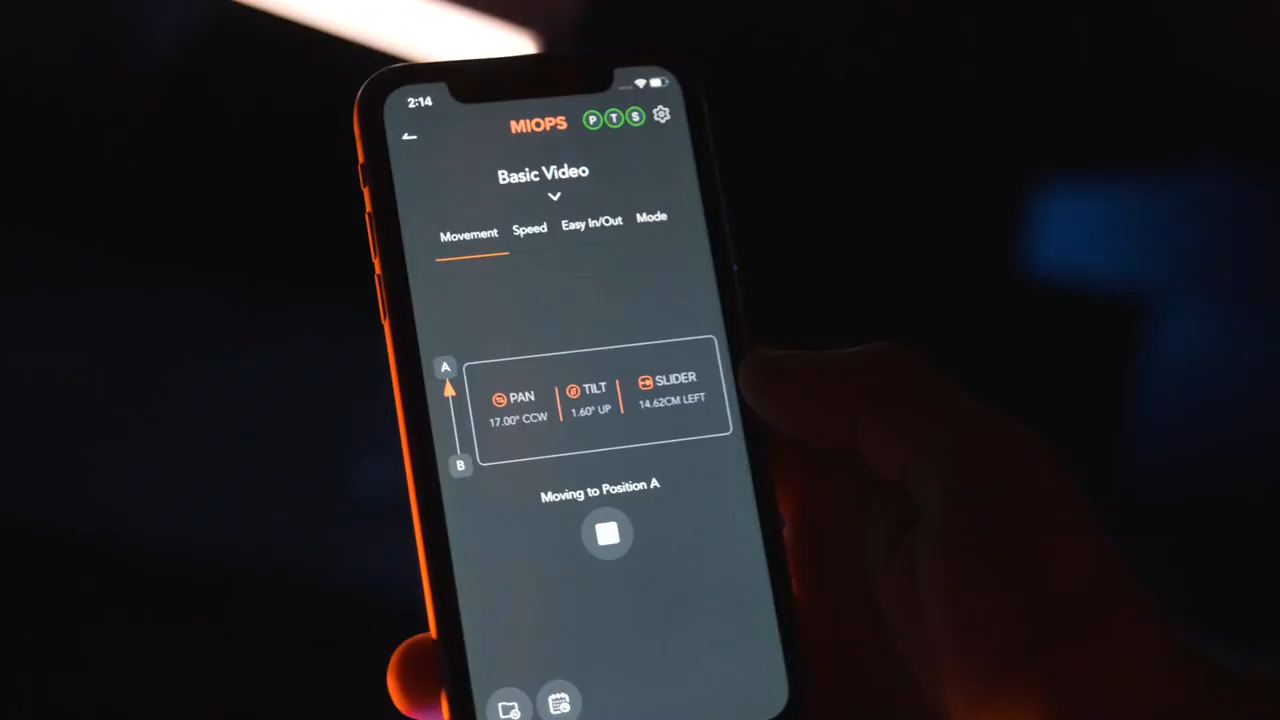 2:14
MIOPS P T S
Basic Video
Movement Speed Easy In/Out Mode
A
PAN TILT SLIDER
17.00° CCW 1.60° UP 14.62CM LEFT
B
Moving to Position A